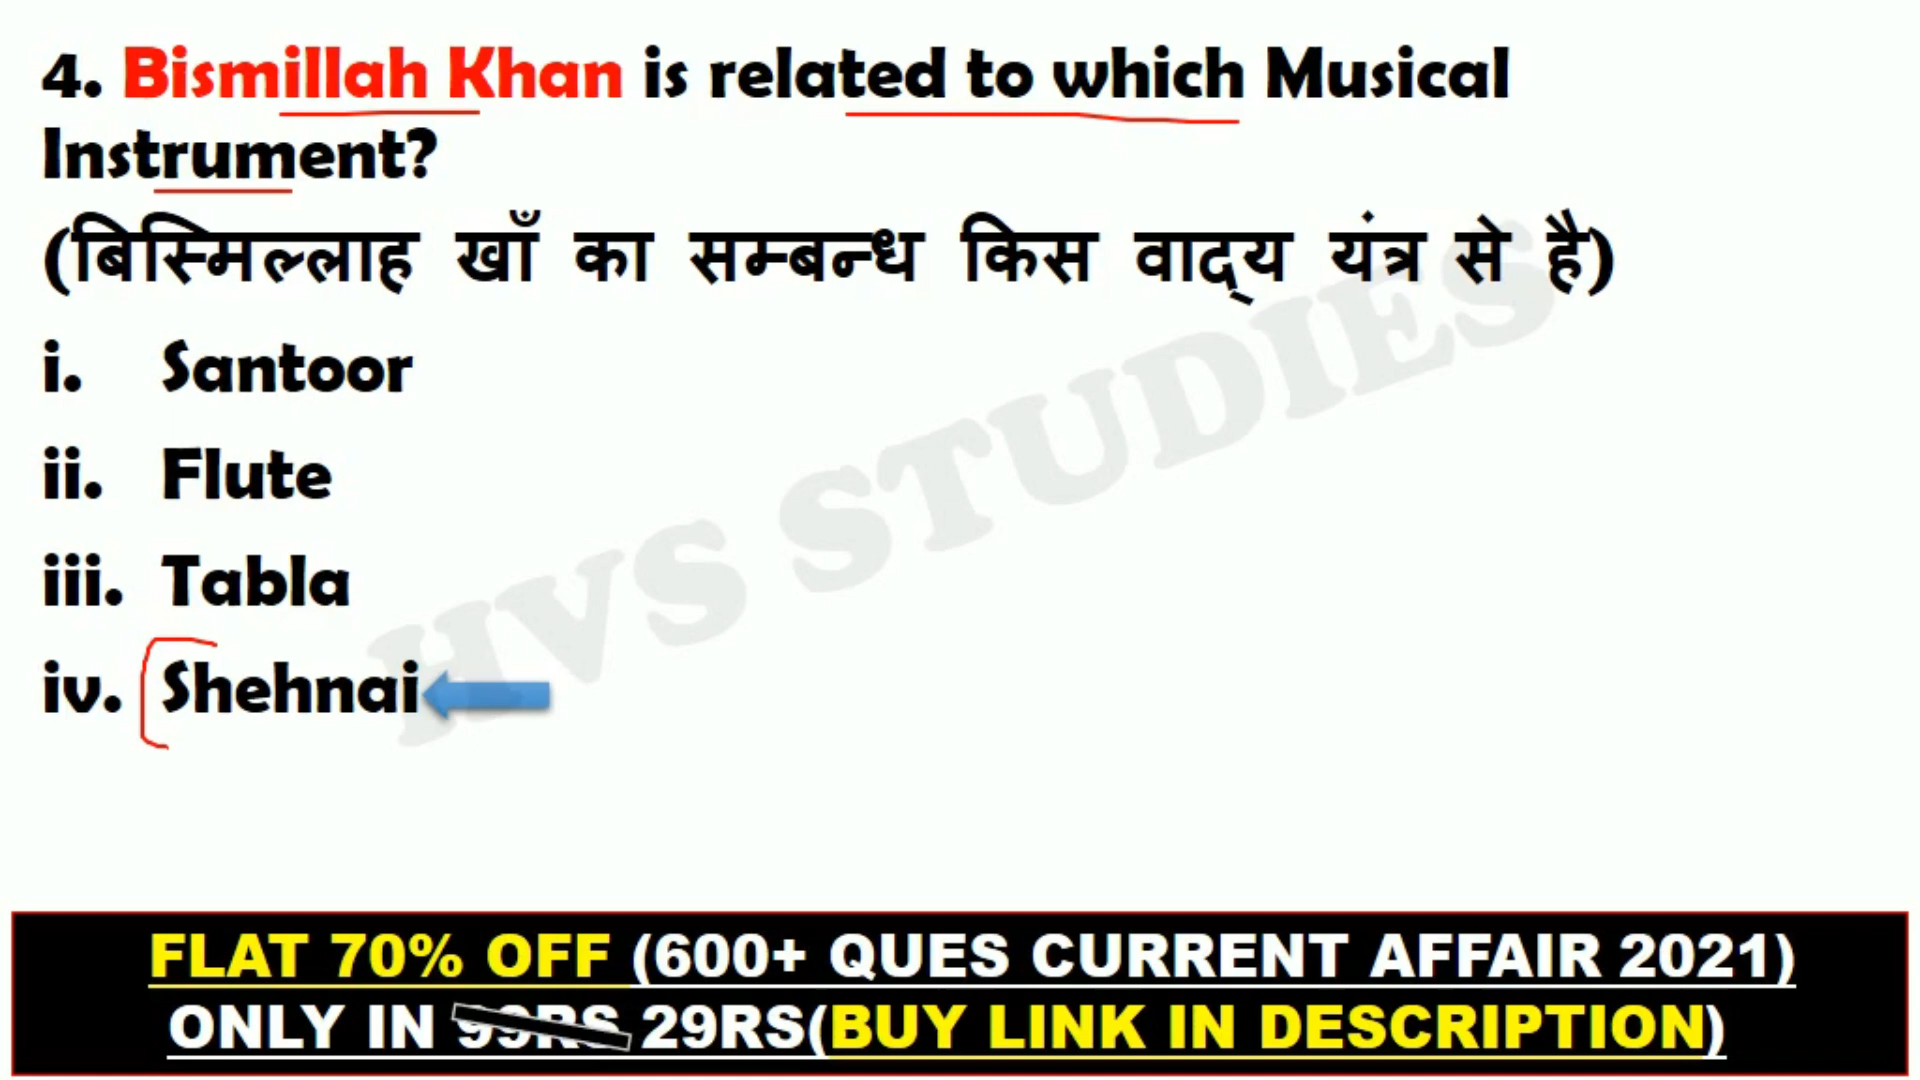 4. Bismillah Khan is related to which Musical
Instrument?
(बिस्मिल्लाह खाँ का सम्बन्ध किस वाद्य यंत्र से है)
i. Santoor
ii. Flute
iii. Tabla
iv. Shehnai
HVS STUDIES
FLAT 70% OFF (600+ QUES CURRENT AFFAIR 2021)
ONLY IN 99RS 29RS(BUY LINK IN DESCRIPTION)